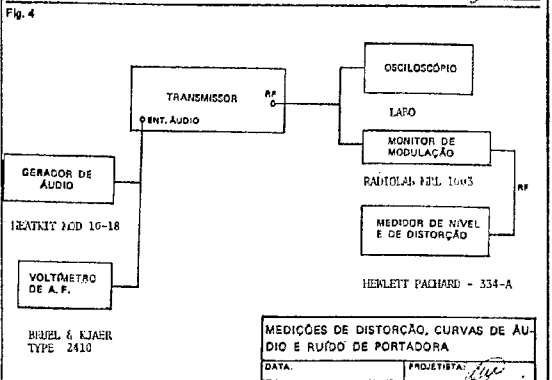 Fig. 4
OSCILOSCÓPIO
TRANSMISSOR
RF
ENT. ÁUDIO
LABO
MONITOR DE
MODULAÇÃO
GERADOR DE
ÁUDIO
RADIOLAB
RF
HEATKIT MOD
MEDIDOR DE NÍVEL
E DE DISTORÇÃO
VOLTÍMETRO
DE A. F.
HEWLETT PACHARD - 334-A
BRUEL & KJAER
TYPE 2410
MEDIÇÕES DE DISTORÇÃO, CURVAS DE ÁU-
DIO E RUÍDO DE PORTADORA
DATA:
PROJETISTA: